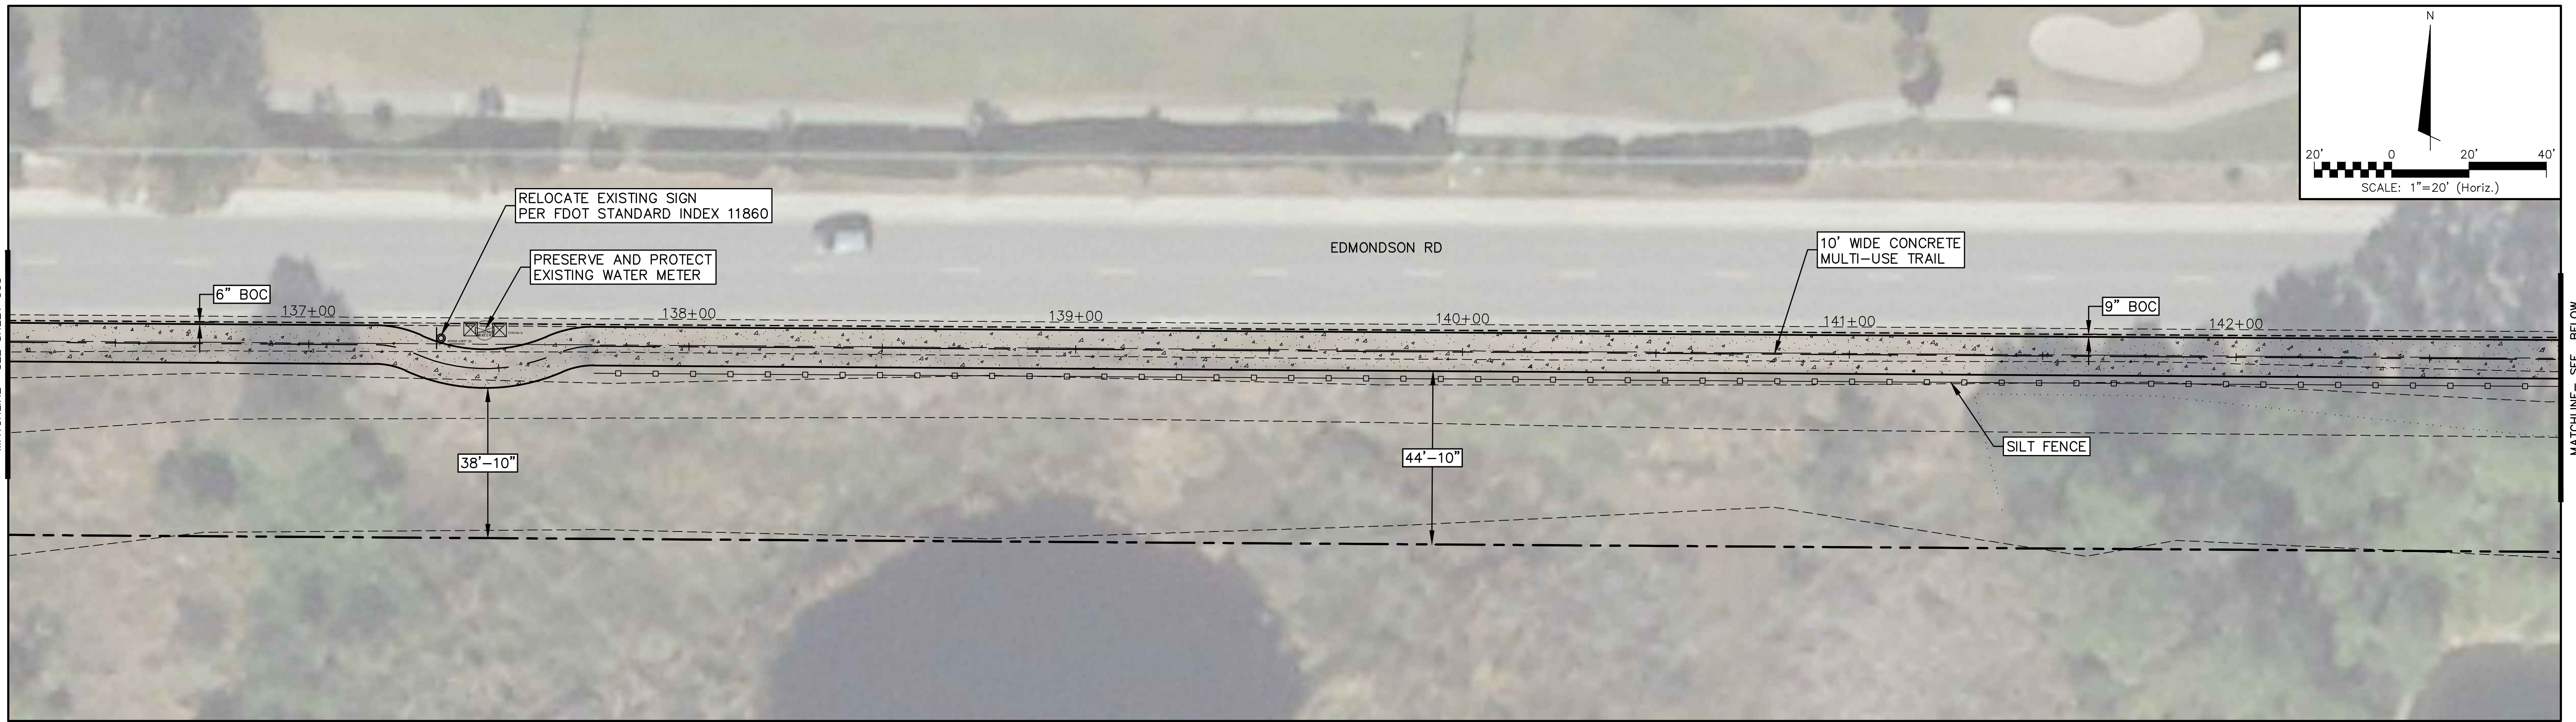 N
20' 0 20' 40'
SCALE: 1"=20' (Horiz.)
RELOCATE EXISTING SIGN
PER FDOT STANDARD INDEX 11860
PRESERVE AND PROTECT
EXISTING WATER METER
EDMONDSON RD
10' WIDE CONCRETE
MULTI-USE TRAIL
6" BOC
9" BOC
137+00
138+00
139+00
140+00
141+00
142+00
38'-10"
44'-10"
SILT FENCE
MATCHLINE- SEE BELOW